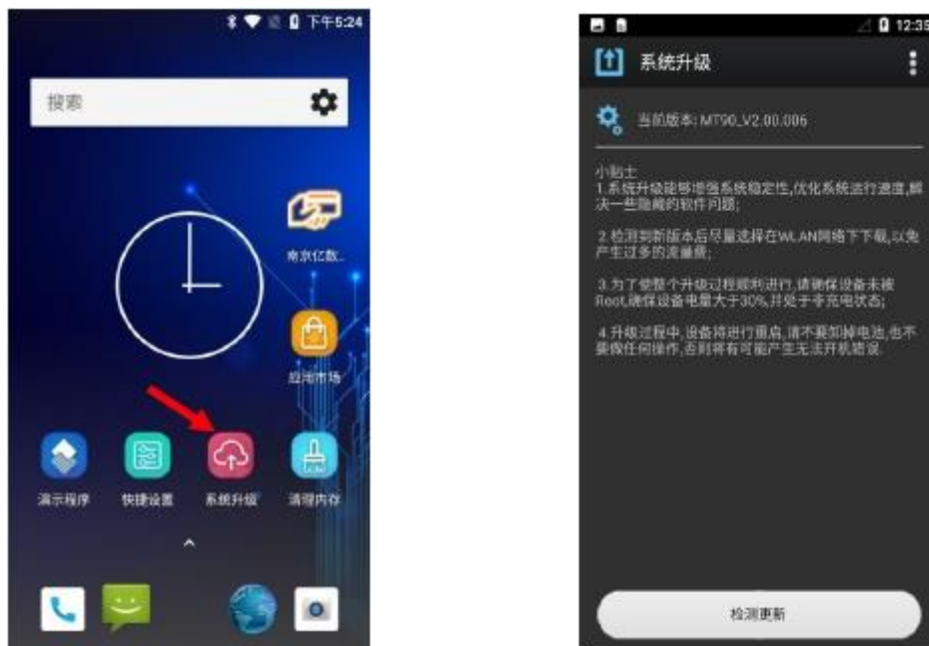 下午5:24
搜索
南京亿数..
应用市场
演示程序
快捷设置
系统升级
清理内存
12:35
系统升级
当前版本: MT90_V2.00.006
小贴士
1.系统升级能够增强系统稳定性,优化系统运行速度,解
决一些隐藏的软件问题;
2.检测到新版本后尽量选择在WLAN网络下下载,以免
产生过多的流量费;
3.为了使整个升级过程顺利进行,请确保设备未被
Root,确保设备电量大于30%,并处于非充电状态;
4.升级过程中,设备将进行重启,请不要卸掉电池,也不
要做任何操作,否则将有可能产生无法开机错误.
检测更新